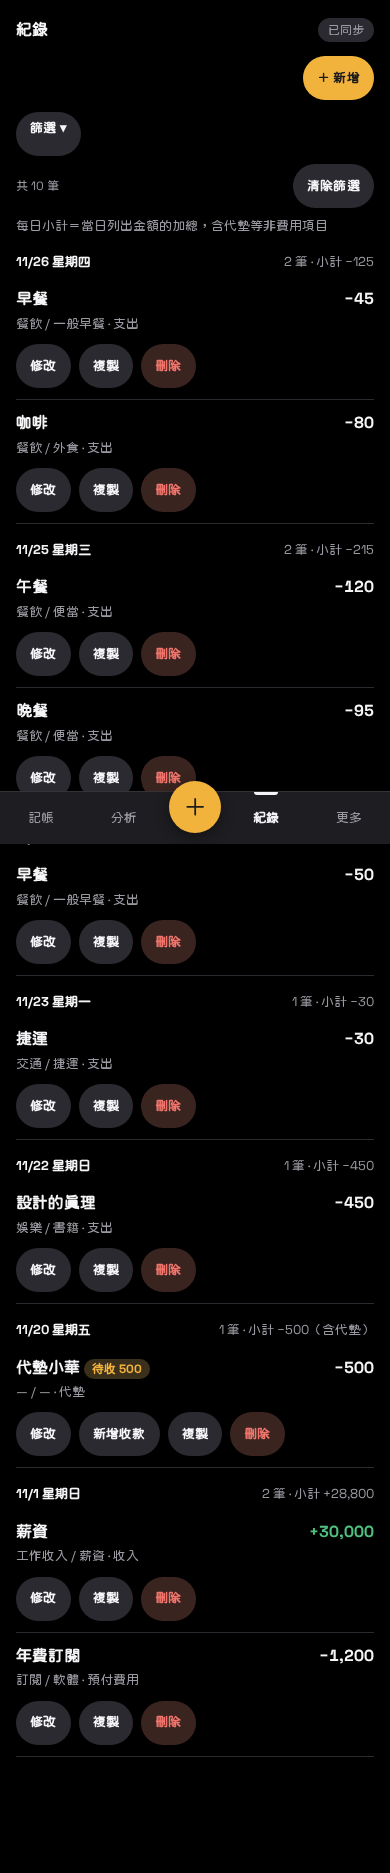 紀錄
已同步
＋ 新增
篩選 ▾
共 10 筆
清除篩選
每日小計＝當日列出金額的加總，含代墊等非費用項目
11/26 星期四
2 筆 · 小計 −125
早餐
−45
餐飲 / 一般早餐 · 支出
修改 複製 刪除
咖啡
−80
餐飲 / 外食 · 支出
修改 複製 刪除
11/25 星期三
2 筆 · 小計 −215
午餐
−120
餐飲 / 便當 · 支出
修改 複製 刪除
晚餐
−95
餐飲 / 便當 · 支出
修改 複製 刪除
記帳 分析 ＋ 紀錄 更多
早餐
−50
餐飲 / 一般早餐 · 支出
修改 複製 刪除
11/23 星期一
1 筆 · 小計 −30
捷運
−30
交通 / 捷運 · 支出
修改 複製 刪除
11/22 星期日
1 筆 · 小計 −450
設計的真理
−450
娛樂 / 書籍 · 支出
修改 複製 刪除
11/20 星期五
1 筆 · 小計 −500（含代墊）
代墊小華 待收 500
−500
— / — · 代墊
修改 新增收款 複製 刪除
11/1 星期日
2 筆 · 小計 +28,800
薪資
+30,000
工作收入 / 薪資 · 收入
修改 複製 刪除
年費訂閱
−1,200
訂閱 / 軟體 · 預付費用
修改 複製 刪除